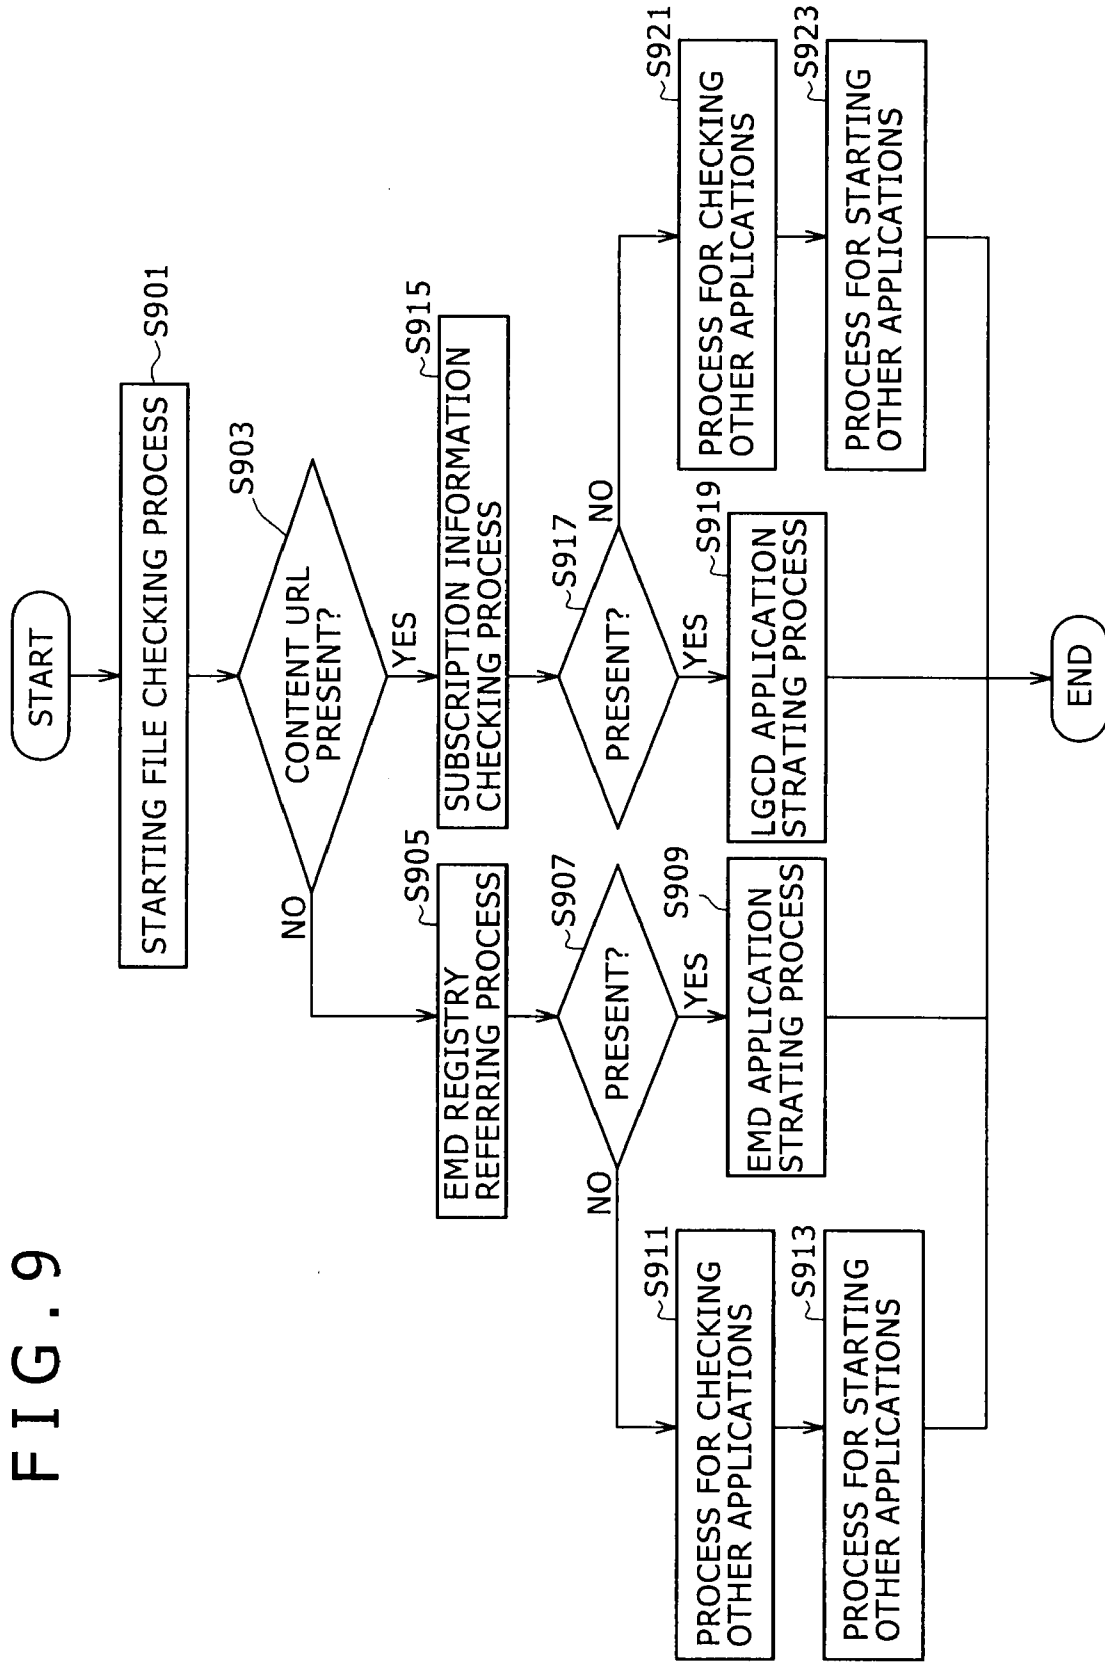 FIG. 9
START
STARTING FILE CHECKING PROCESS
S901
CONTENT URL
PRESENT?
S903
NO
YES
EMD REGISTRY
REFERRING PROCESS
S905
PRESENT?
S907
NO
YES
EMD APPLICATION
STRATING PROCESS
S909
PROCESS FOR CHECKING
OTHER APPLICATIONS
S911
PROCESS FOR STARTING
OTHER APPLICATIONS
S913
SUBSCRIPTION INFORMATION
CHECKING PROCESS
S915
PRESENT?
S917
NO
YES
LGCD APPLICATION
STRATING PROCESS
S919
PROCESS FOR CHECKING
OTHER APPLICATIONS
S921
PROCESS FOR STARTING
OTHER APPLICATIONS
S923
END